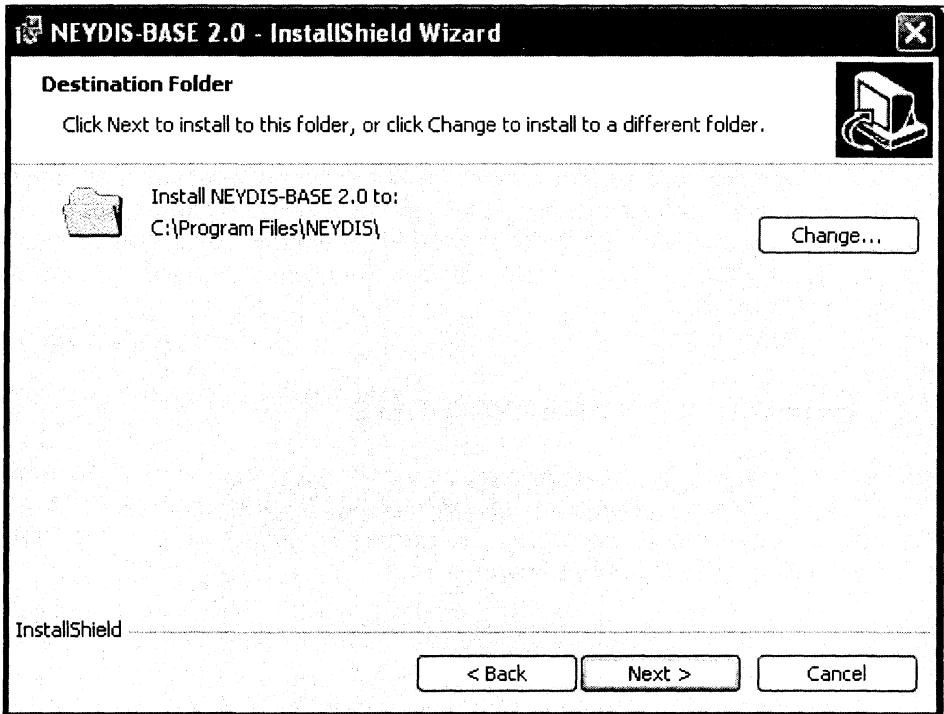 NEYDIS-BASE 2.0 - InstallShield Wizard
Destination Folder
Click Next to install to this folder, or click Change to install to a different folder.
Install NEYDIS-BASE 2.0 to:
C:\Program Files\NEYDIS\
Change...
InstallShield
< Back
Next >
Cancel